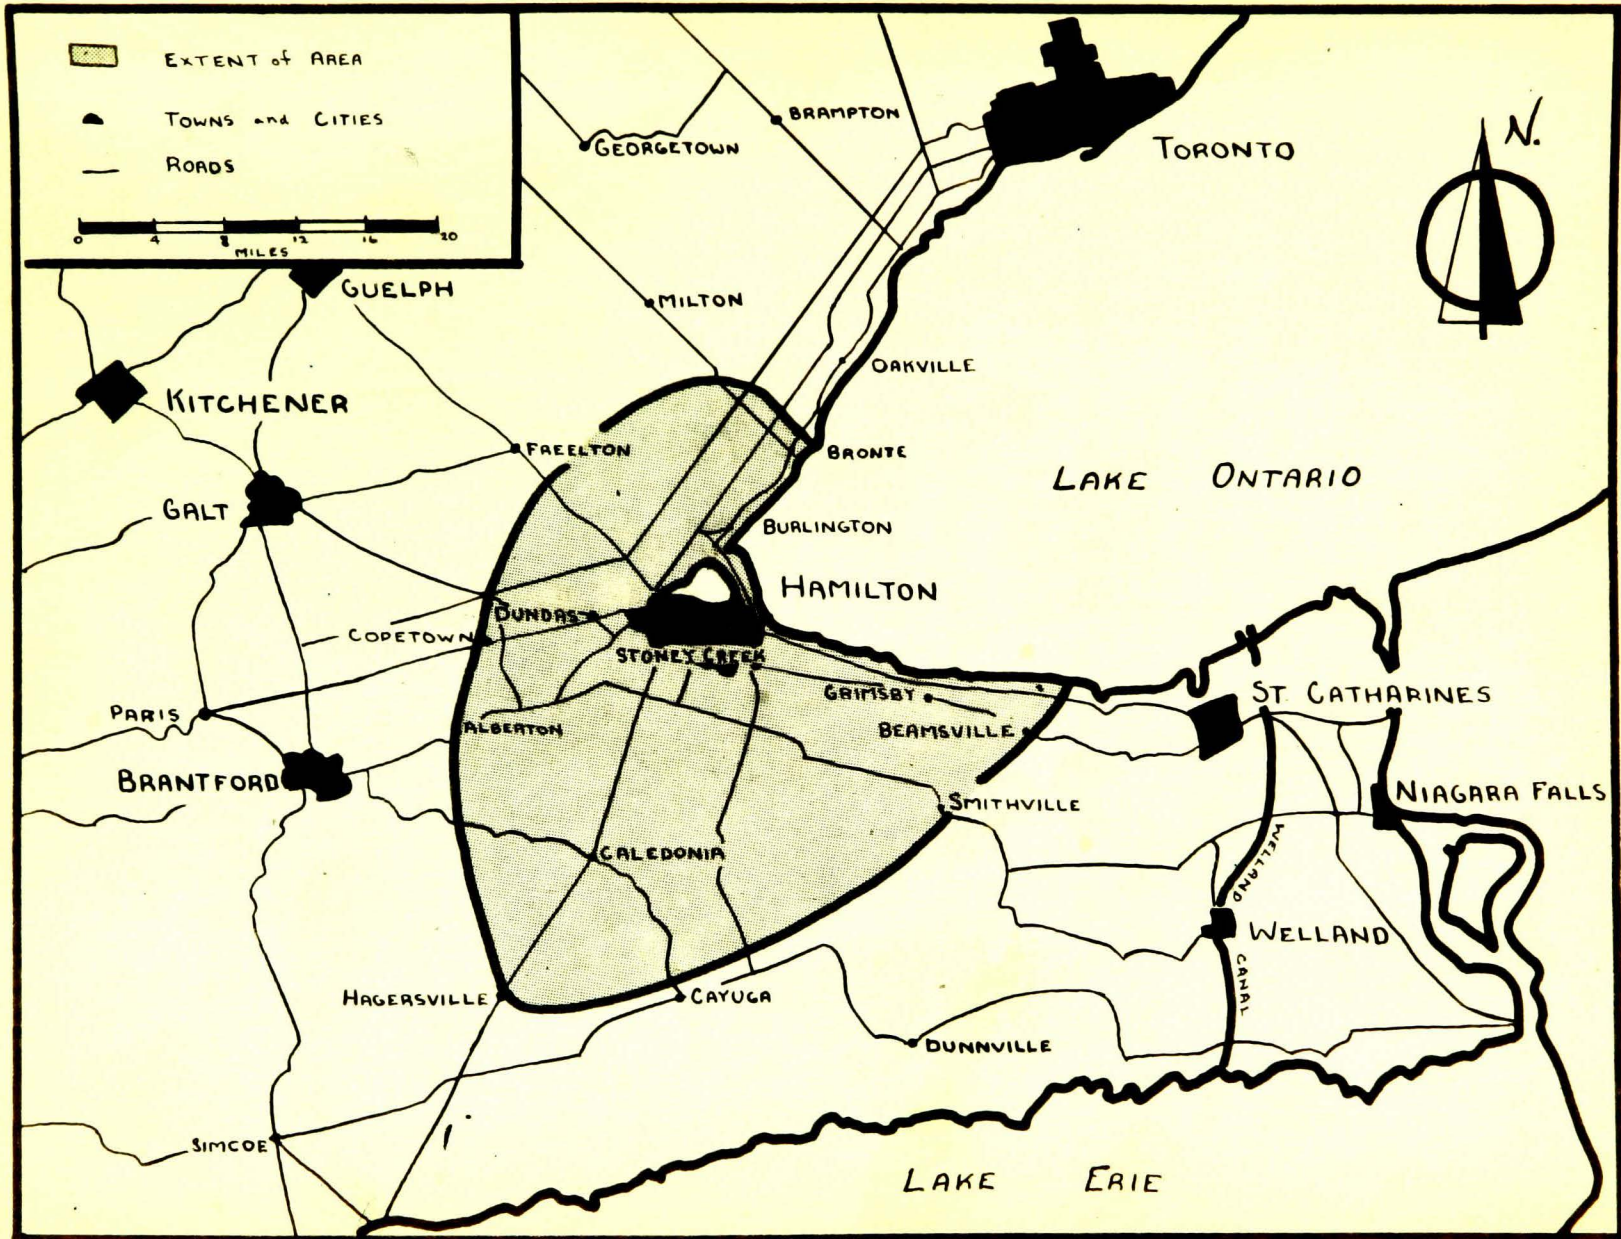 EXTENT of AREA
TOWNS and CITIES
ROADS
0 4 8 12 16 20
MILES
N.
BRAMPTON
GEORGETOWN
TORONTO
GUELPH
MILTON
OAKVILLE
KITCHENER
FREELTON
BRONTE
LAKE ONTARIO
GALT
BURLINGTON
HAMILTON
DUNDAS
COPETOWN
STONEY CREEK
GRIMSBY
ST. CATHARINES
PARIS
ALBERTON
BEAMSVILLE
BRANTFORD
SMITHVILLE
NIAGARA FALLS
CALEDONIA
WELLAND
WELLAND
CANAL
HAGERSVILLE
CAYUGA
DUNNVILLE
SIMCOE
LAKE ERIE